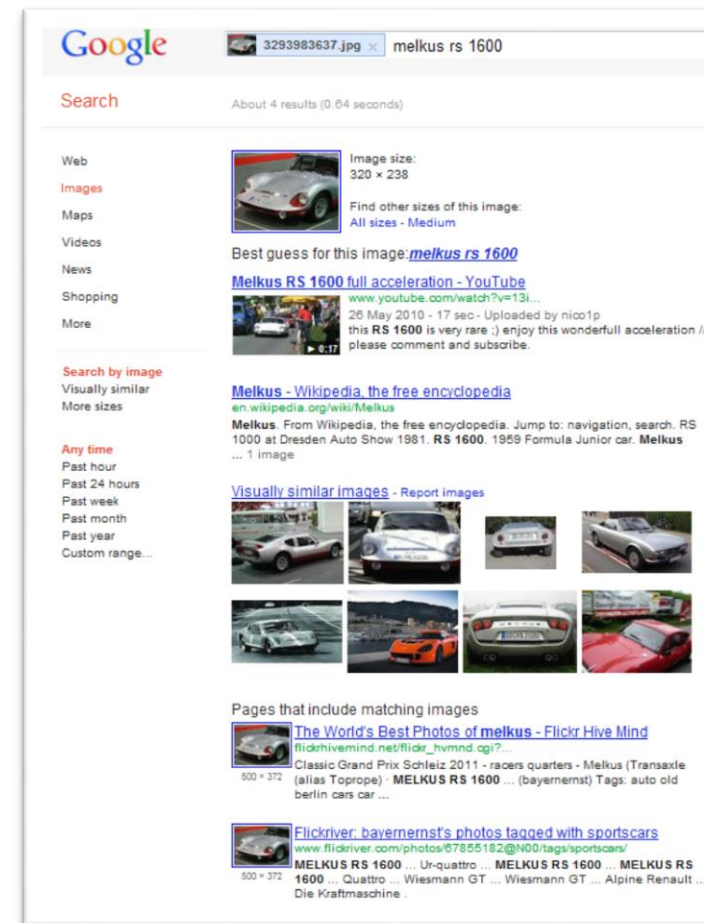 Google
3293983637.jpg × melkus rs 1600
Search
About 4 results (0.64 seconds)
Web
Images
Maps
Videos
News
Shopping
More
Search by image
Visually similar
More sizes
Any time
Past hour
Past 24 hours
Past week
Past month
Past year
Custom range...
Image size:
320 × 238
Find other sizes of this image:
All sizes - Medium
Best guess for this image: melkus rs 1600
Melkus RS 1600 full acceleration - YouTube
www.youtube.com/watch?v=13i...
26 May 2010 - 17 sec - Uploaded by nico1p
this RS 1600 is very rare ;) enjoy this wonderfull acceleration //
please comment and subscribe.
0:17
Melkus - Wikipedia, the free encyclopedia
en.wikipedia.org/wiki/Melkus
Melkus. From Wikipedia, the free encyclopedia. Jump to: navigation, search. RS
1000 at Dresden Auto Show 1981. RS 1600. 1959 Formula Junior car. Melkus
... 1 image
Visually similar images - Report images
Pages that include matching images
The World's Best Photos of melkus - Flickr Hive Mind
flickrhivemind.net/flickr_hvmnd.cgi?...
500 × 372
Classic Grand Prix Schleiz 2011 - racers quarters - Melkus (Transaxle
(alias Toprope) · MELKUS RS 1600 ... (bayernernst) Tags: auto old
berlin cars car ...
Flickriver: bayernernst's photos tagged with sportscars
www.flickriver.com/photos/67855182@N00/tags/sportscars/
500 × 372
MELKUS RS 1600 ... Ur-quattro ... MELKUS RS 1600 ... MELKUS RS
1600 ... Quattro ... Wiesmann GT ... Wiesmann GT ... Alpine Renault ...
Die Kraftmaschine .